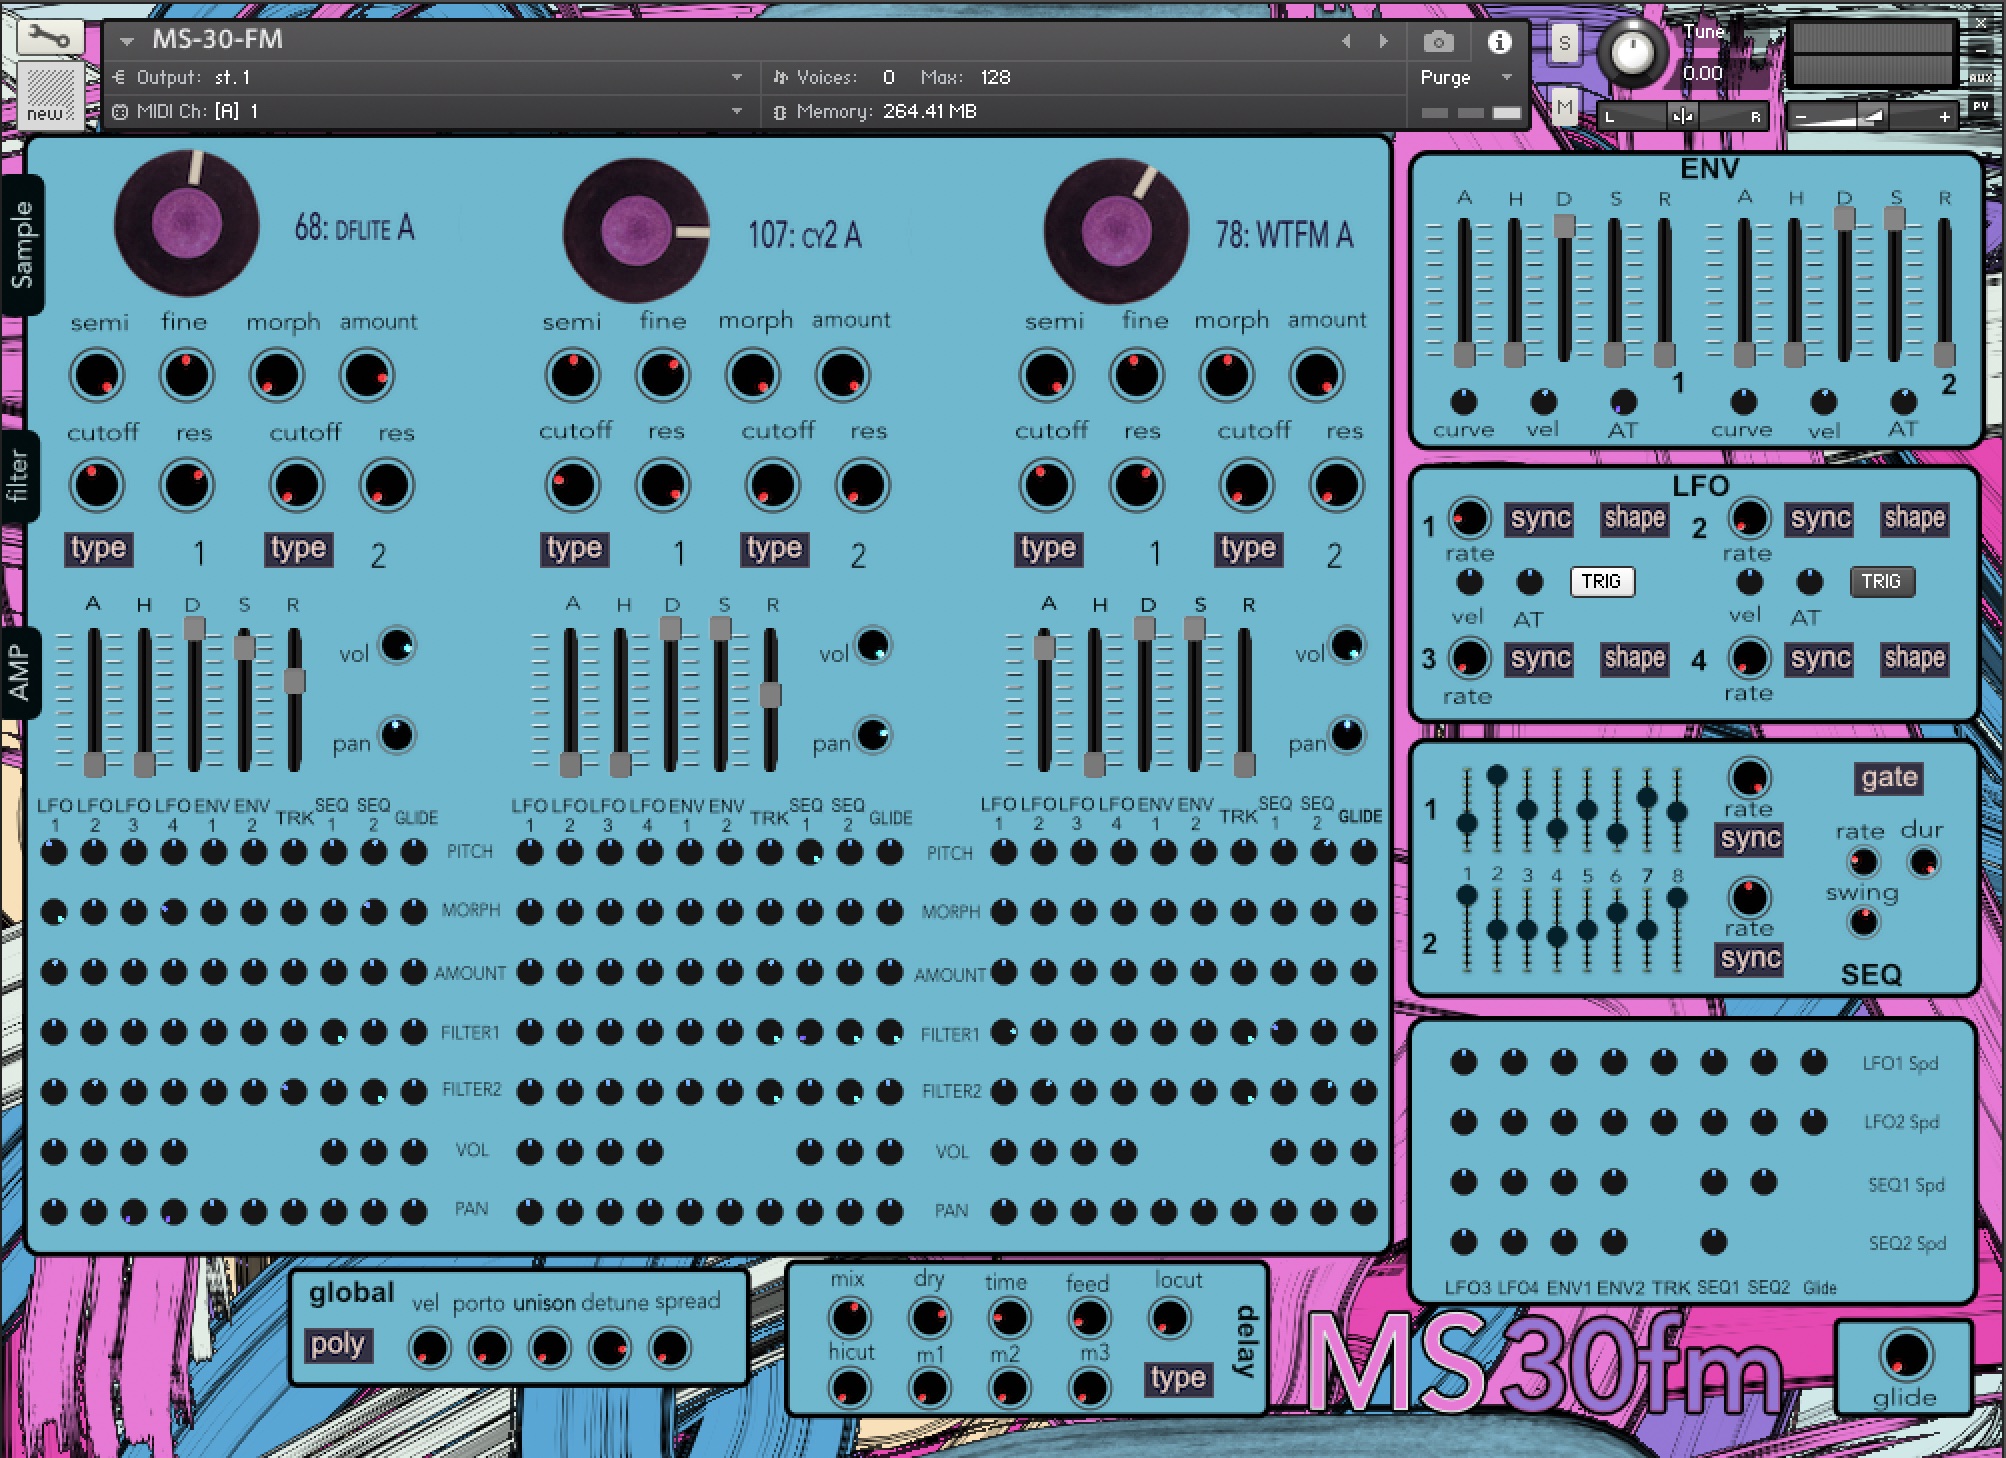 MS-30-FM
Output: st. 1
Voices: 0 Max: 128
Purge
MIDI Ch: [A] 1
Memory: 264.41 MB
new
S
M
Tune
0.00
L R
- +
x
-
AUX
PV
Sample
filter
AMP
68: DFLITE A
107: CY2 A
78: WTFM A
semi fine morph amount
semi fine morph amount
semi fine morph amount
cutoff res cutoff res
cutoff res cutoff res
cutoff res cutoff res
type 1 type 2
type 1 type 2
type 1 type 2
A H D S R
A H D S R
A H D S R
vol
vol
vol
pan
pan
pan
LFO LFO LFO LFO ENV ENV TRK SEQ SEQ GLIDE
1 2 3 4 1 2 1 2
LFO LFO LFO LFO ENV ENV TRK SEQ SEQ GLIDE
1 2 3 4 1 2 1 2
LFO LFO LFO LFO ENV ENV TRK SEQ SEQ GLIDE
1 2 3 4 1 2 1 2
PITCH PITCH
MORPH MORPH
AMOUNT AMOUNT
FILTER1 FILTER1
FILTER2 FILTER2
VOL VOL
PAN PAN
ENV
A H D S R A H D S R
1 2
curve vel AT curve vel AT
LFO
1 sync shape 2 sync shape
rate rate
TRIG TRIG
vel AT vel AT
3 sync shape 4 sync shape
rate rate
1
rate
sync
gate
rate dur
1 2 3 4 5 6 7 8
swing
2
rate
sync
SEQ
LFO1 Spd
LFO2 Spd
SEQ1 Spd
SEQ2 Spd
LFO3 LFO4 ENV1 ENV2 TRK SEQ1 SEQ2 Glide
global
vel porto unison detune spread
poly
mix dry time feed locut
hicut m1 m2 m3
type
delay
MS30fm
glide